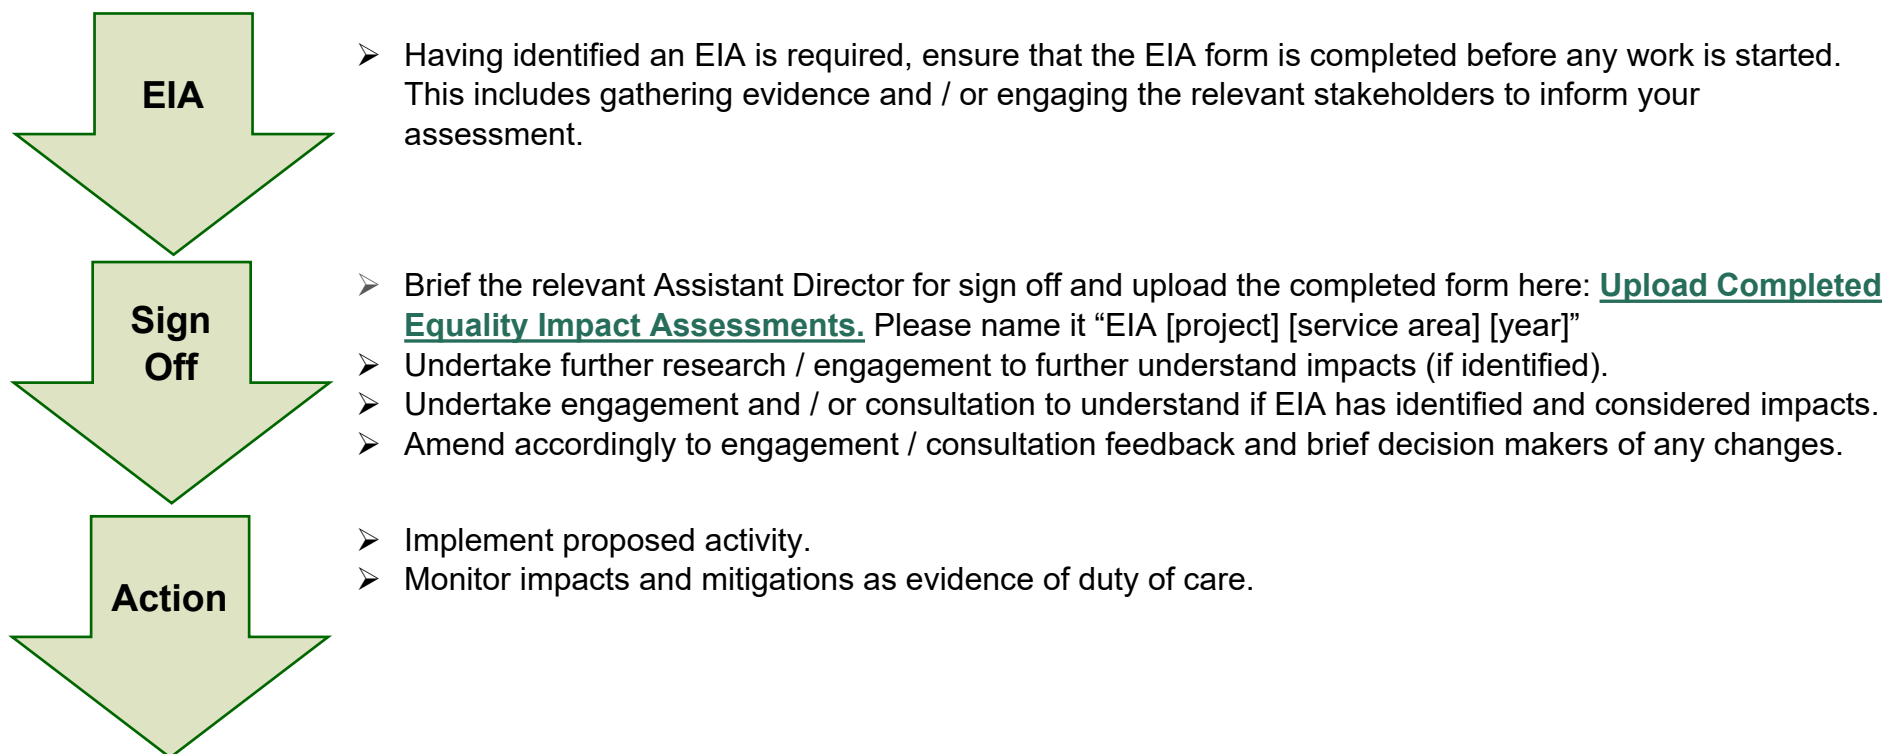 EIA
➢ Having identified an EIA is required, ensure that the EIA form is completed before any work is started.
This includes gathering evidence and / or engaging the relevant stakeholders to inform your
assessment.
Sign
Off
➢ Brief the relevant Assistant Director for sign off and upload the completed form here: Upload Completed
Equality Impact Assessments. Please name it “EIA [project] [service area] [year]”
➢ Undertake further research / engagement to further understand impacts (if identified).
➢ Undertake engagement and / or consultation to understand if EIA has identified and considered impacts.
➢ Amend accordingly to engagement / consultation feedback and brief decision makers of any changes.
Action
➢ Implement proposed activity.
➢ Monitor impacts and mitigations as evidence of duty of care.